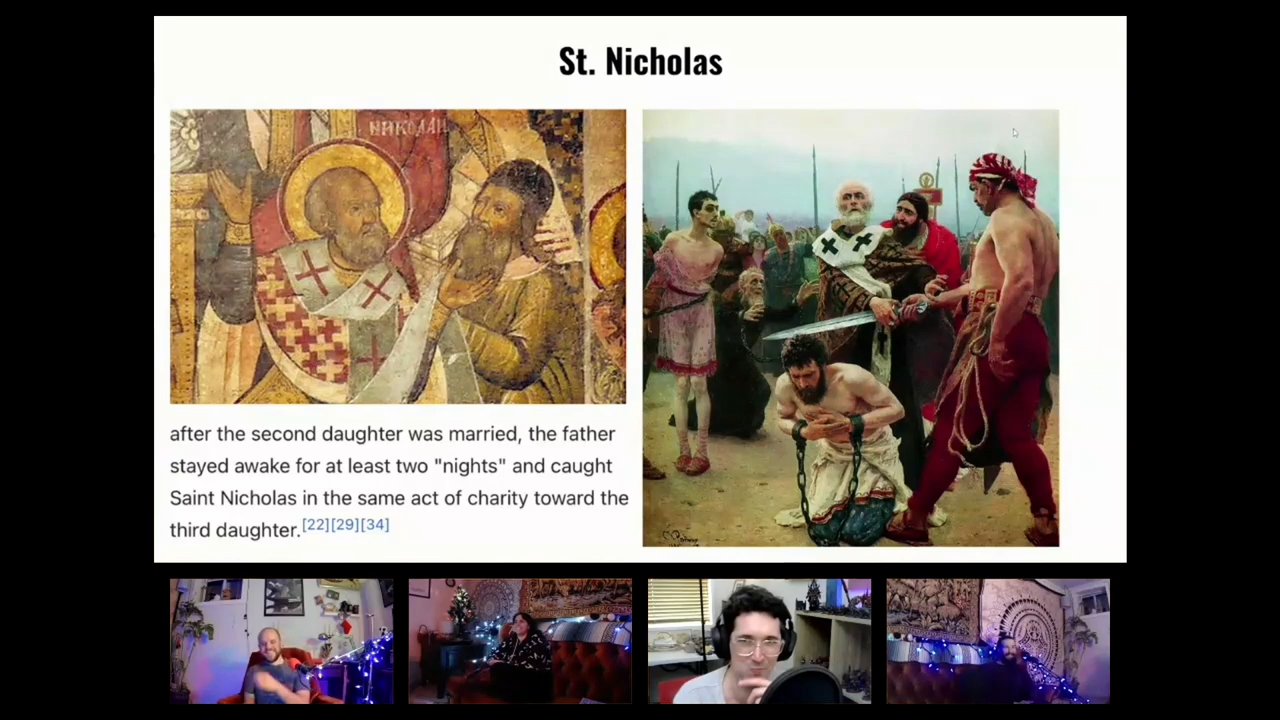 St. Nicholas
НИКОЛАИ
after the second daughter was married, the father
stayed awake for at least two "nights" and caught
Saint Nicholas in the same act of charity toward the
third daughter.[22][29][34]